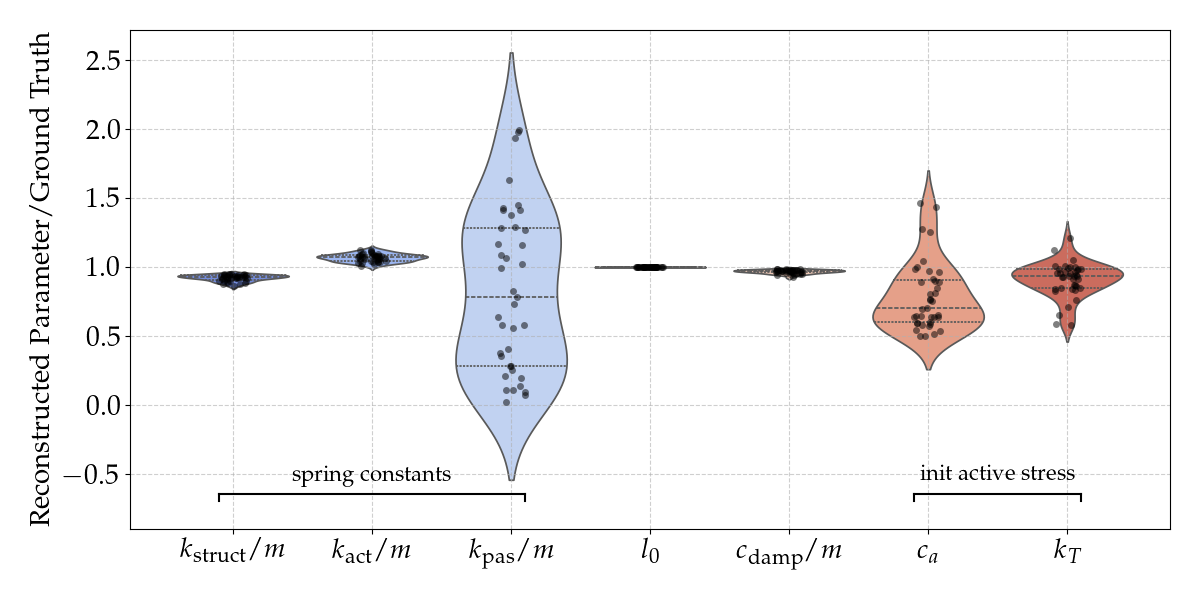 Reconstructed Parameter/Ground Truth
2.5
2.0
1.5
1.0
0.5
0.0
−0.5
spring constants
init active stress
k_struct/m k_act/m k_pas/m l_0 c_damp/m c_a k_T